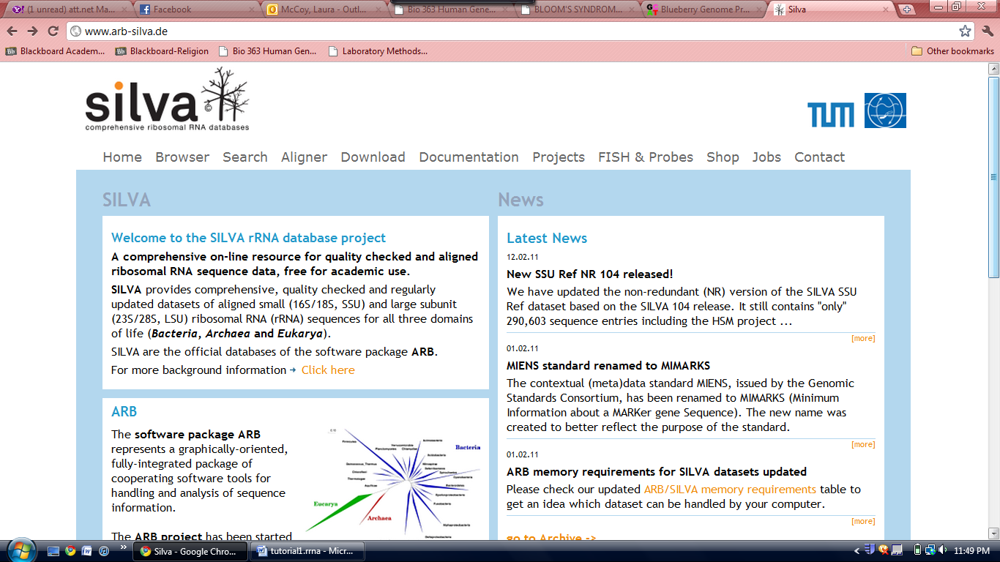 (1 unread) att.net Ma...
Facebook
McCoy, Laura - Outl...
Bio 363 Human Gene...
BLOOM'S SYNDROM...
Blueberry Genome Pr...
Silva
www.arb-silva.de
Blackboard Academ...
Blackboard-Religion
Bio 363 Human Gen...
Laboratory Methods...
Other bookmarks
silva
comprehensive ribosomal RNA databases
TUM
Home Browser Search Aligner Download Documentation Projects FISH & Probes Shop Jobs Contact
SILVA
Welcome to the SILVA rRNA database project
A comprehensive on-line resource for quality checked and aligned
ribosomal RNA sequence data, free for academic use.
SILVA provides comprehensive, quality checked and regularly
updated datasets of aligned small (16S/18S, SSU) and large subunit
(23S/28S, LSU) ribosomal RNA (rRNA) sequences for all three domains
of life (Bacteria, Archaea and Eukarya).
SILVA are the official databases of the software package ARB.
For more background information Click here
ARB
The software package ARB
represents a graphically-oriented,
fully-integrated package of
cooperating software tools for
handling and analysis of sequence
information.
The ARB project has been started
Bacteria
Eucarya
Archaea
News
Latest News
12.02.11
New SSU Ref NR 104 released!
We have updated the non-redundant (NR) version of the SILVA SSU
Ref dataset based on the SILVA 104 release. It still contains "only"
290,603 sequence entries including the HSM project ...
[more]
01.02.11
MIENS standard renamed to MIMARKS
The contextual (meta)data standard MIENS, issued by the Genomic
Standards Consortium, has been renamed to MIMARKS (Minimum
Information about a MARKer gene Sequence). The new name was
created to better reflect the purpose of the standard.
[more]
01.02.11
ARB memory requirements for SILVA datasets updated
Please check our updated ARB/SILVA memory requirements table to
get an idea which dataset can be handled by your computer.
[more]
go to Archive ->
Silva - Google Chro...
tutorial1.rrna - Micr...
11:49 PM